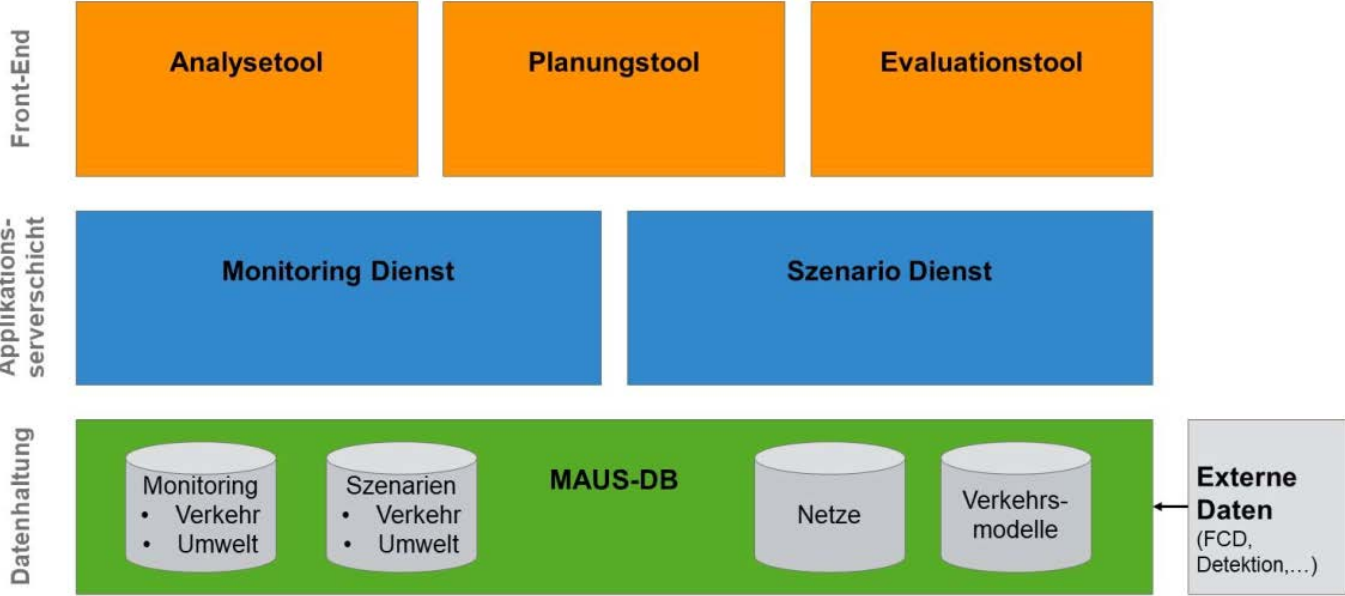 Front-End
Analysetool
Planungstool
Evaluationstool
Applikations-
serverschicht
Monitoring Dienst
Szenario Dienst
Datenhaltung
Monitoring
• Verkehr
• Umwelt
Szenarien
• Verkehr
• Umwelt
MAUS-DB
Netze
Verkehrs-
modelle
Externe
Daten
(FCD,
Detektion,…)